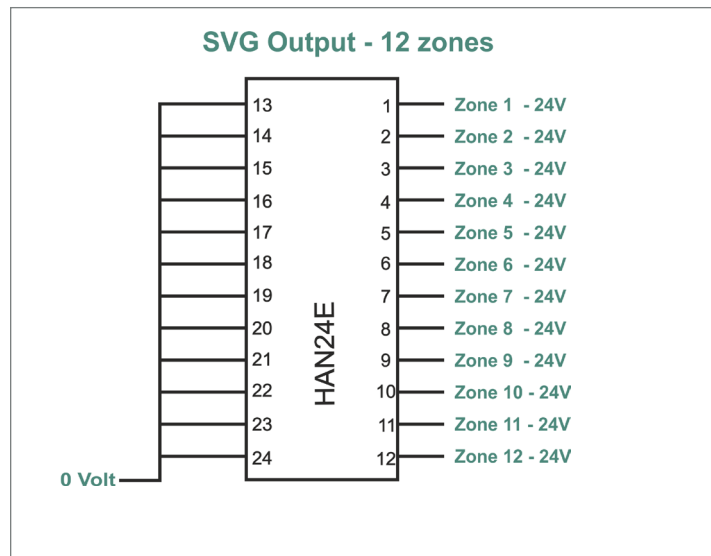 SVG Output - 12 zones
13 1 Zone 1 - 24V
14 2 Zone 2 - 24V
15 3 Zone 3 - 24V
16 4 Zone 4 - 24V
17 5 Zone 5 - 24V
18 6 Zone 6 - 24V
19 7 Zone 7 - 24V
20 8 Zone 8 - 24V
21 9 Zone 9 - 24V
22 10 Zone 10 - 24V
23 11 Zone 11 - 24V
24 12 Zone 12 - 24V
HAN24E
0 Volt